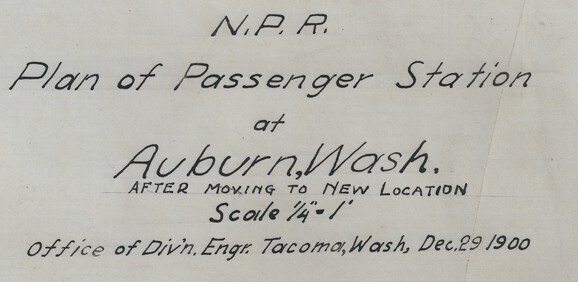 N.P.R.
Plan of Passenger Station
at
Auburn, Wash.
AFTER MOVING TO NEW LOCATION
Scale 1/4" = 1'
Office of Div'n. Engr. Tacoma, Wash, Dec. 29 1900